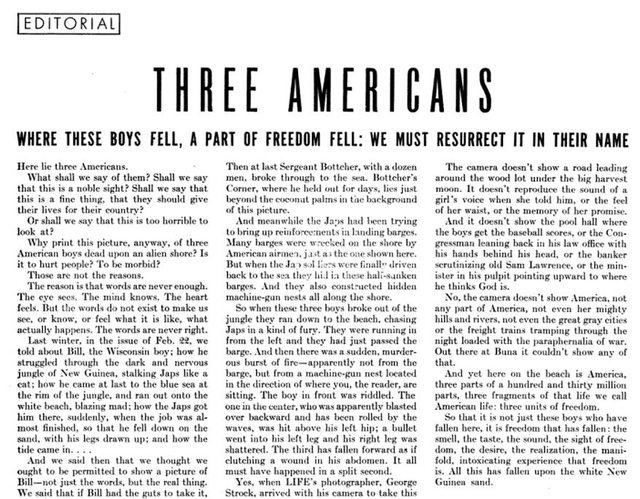 EDITORIAL
THREE AMERICANS
WHERE THESE BOYS FELL, A PART OF FREEDOM FELL: WE MUST RESURRECT IT IN THEIR NAME
Here lie three Americans.
What shall we say of them? Shall we say
that this is a noble sight? Shall we say that
this is a fine thing, that they should give
their lives for their country?
Or shall we say that this is too horrible to
look at?
Why print this picture, anyway, of three
American boys dead upon an alien shore? Is
it to hurt people? To be morbid?
Those are not the reasons.
The reason is that words are never enough.
The eye sees. The mind knows. The heart
feels. But the words do not exist to make us
see, or know, or feel what it is like, what
actually happens. The words are never right.
Last winter, in the issue of Feb. 22, we
told about Bill, the Wisconsin boy; how he
struggled through the dark and nervous
jungle of New Guinea, stalking Japs like a
cat; how he came at last to the blue sea at
the rim of the jungle, and ran out onto the
white beach, blazing mad; how the Japs got
him there, suddenly, when the job was al-
most finished, so that he fell down on the
sand, with his legs drawn up; and how the
tide came in. . . .
And we said then that we thought we
ought to be permitted to show a picture of
Bill—not just the words, but the real thing.
We said that if Bill had the guts to take it,
Then at last Sergeant Bottcher, with a dozen
men, broke through to the sea. Bottcher's
Corner, where he held out for days, lies just
beyond the coconut palms in the background
of this picture.
And meanwhile the Japs had been trying
to bring up reinforcements in landing barges.
Many barges were wrecked on the shore by
American airmen, just as the one shown here.
But when the Jap soldiers were finally driven
back to the sea they hid in these half-sunken
barges. And they also constructed hidden
machine-gun nests all along the shore.
So when these three boys broke out of the
jungle they ran down to the beach, chasing
Japs in a kind of fury. They were running in
from the left and they had just passed the
barge. And then there was a sudden, murder-
ous burst of fire—apparently not from the
barge, but from a machine-gun nest located
in the direction of where you, the reader, are
sitting. The boy in front was riddled. The
one in the center, who was apparently blasted
over backward and has been rolled by the
waves, was hit above his left hip; a bullet
went into his left leg and his right leg was
shattered. The third has fallen forward as if
clutching a wound in his abdomen. It all
must have happened in a split second.
Yes, when LIFE's photographer, George
Strock, arrived with his camera to take this
The camera doesn't show a road leading
around the wood lot under the big harvest
moon. It doesn't reproduce the sound of a
girl's voice when she told him, or the feel
of her waist, or the memory of her promise.
And it doesn't show the pool hall where
the boys get the baseball scores, or the Con-
gressman leaning back in his law office with
his hands behind his head, or the banker
scrutinizing old Sam Lawrence, or the min-
ister in his pulpit pointing upward to where
he thinks God is.
No, the camera doesn't show America, not
any part of America, not even her mighty
hills and rivers, not even the great gray cities
or the freight trains tramping through the
night loaded with the paraphernalia of war.
Out there at Buna it couldn't show any of
that.
And yet here on the beach is America,
three parts of a hundred and thirty million
parts, three fragments of that life we call
American life: three units of freedom.
So that it is not just these boys who have
fallen here, it is freedom that has fallen: the
smell, the taste, the sound, the sight of free-
dom, the desire, the realization, the mani-
fold, intoxicating experience that freedom
is. All this has fallen upon the white New
Guinea sand.